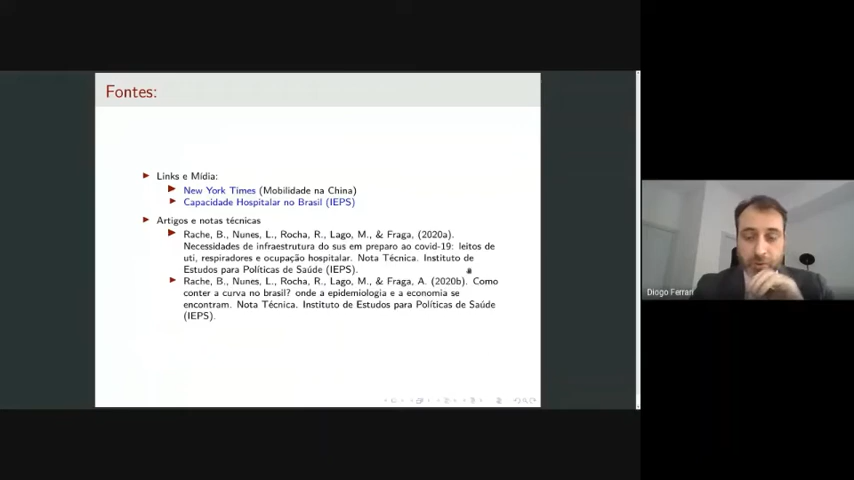 Fontes:
Links e Mídia:
New York Times (Mobilidade na China)
Capacidade Hospitalar no Brasil (IEPS)
Artigos e notas técnicas
Rache, B., Nunes, L., Rocha, R., Lago, M., & Fraga, (2020a).
Necessidades de infraestrutura do sus em preparo ao covid-19: leitos de
uti, respiradores e ocupação hospitalar. Nota Técnica. Instituto de
Estudos para Políticas de Saúde (IEPS).
Rache, B., Nunes, L., Rocha, R., Lago, M., & Fraga, A. (2020b). Como
conter a curva no brasil? onde a epidemiologia e a economia se
encontram. Nota Técnica. Instituto de Estudos para Políticas de Saúde
(IEPS).
Diogo Ferrari